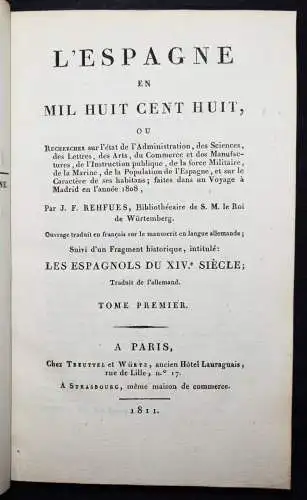 L'ESPAGNE
EN
MIL HUIT CENT HUIT,
OU
RECHERCHES sur l'état de l'Administration, des Sciences,
des Lettres, des Arts, du Commerce et des Manufac-
tures, de l'Instruction publique, de la force Militaire,
de la Marine, de la Population de l'Espagne, et sur le
Caractère de ses habitans; faites dans un Voyage à
Madrid en l'année 1808,
Par J. F. REHFUES, Bibliothécaire de S. M. le Roi
de Würtemberg.
Ouvrage traduit en français sur le manuscrit en langue allemande;
Suivi d'un Fragment historique, intitulé:
LES ESPAGNOLS DU XIV.e SIÈCLE;
Traduit de l'allemand.
TOME PREMIER.
A PARIS,
Chez TREUTTEL et WÜRTZ, ancien Hôtel Lauraguais,
rue de Lille, n.o 17.
A STRASBOURG, même maison de commerce.
1811.